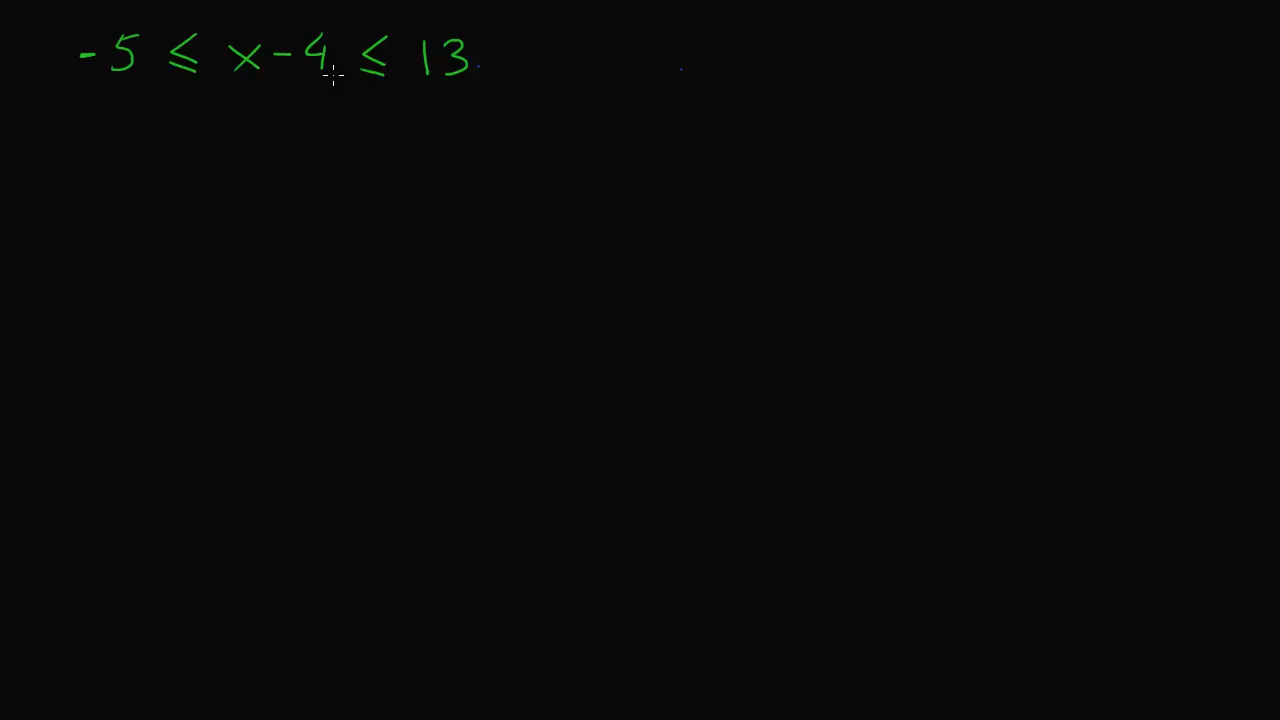 -5 ≤ x - 4 ≤ 13